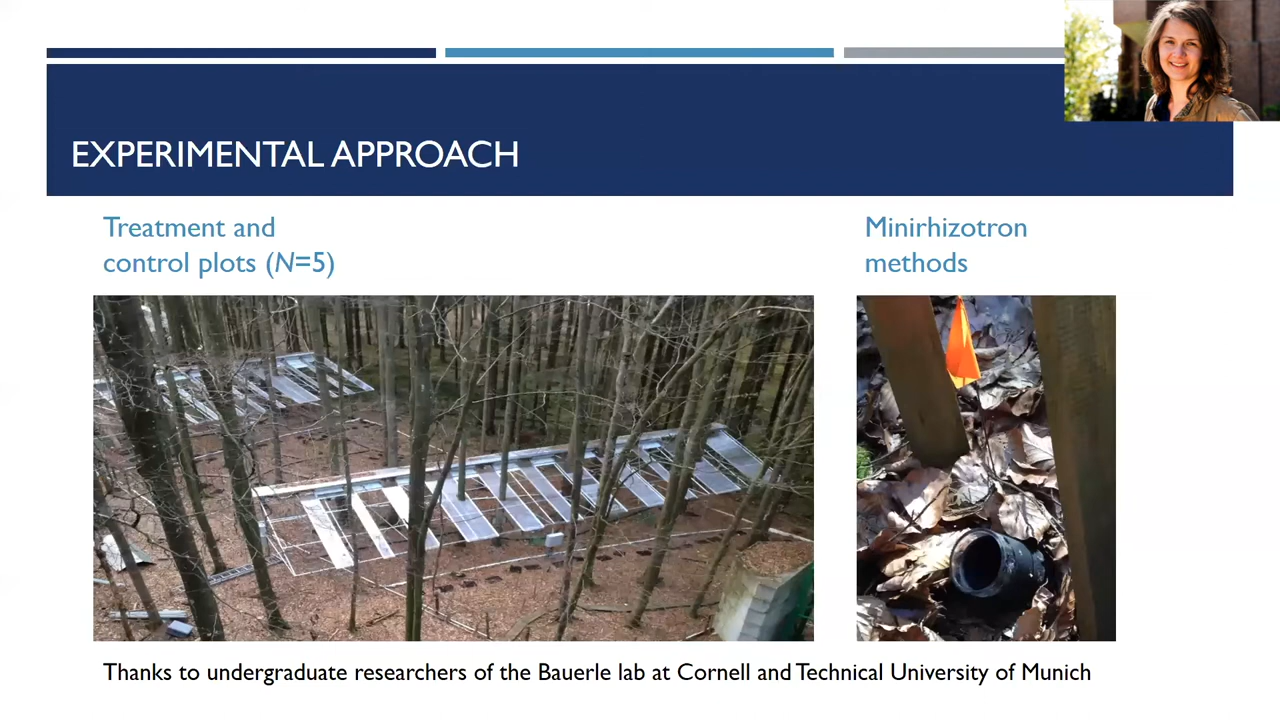 EXPERIMENTAL APPROACH
Treatment and
control plots (N=5)
Minirhizotron
methods
Thanks to undergraduate researchers of the Bauerle lab at Cornell and Technical University of Munich